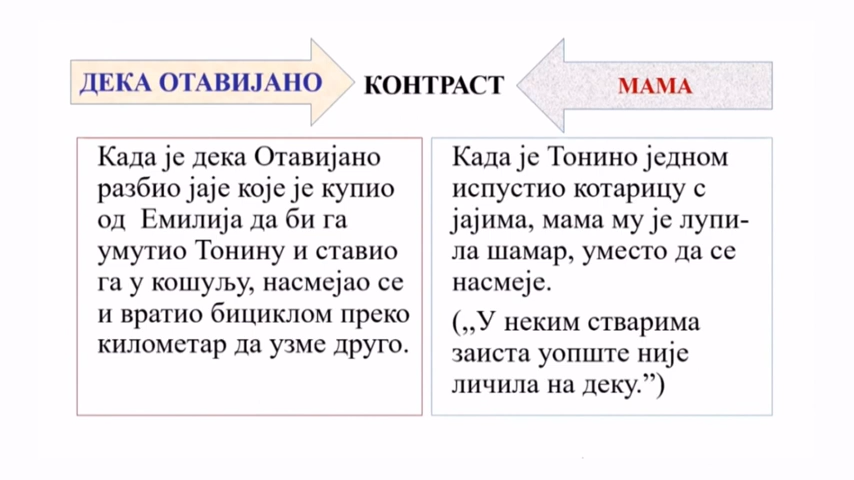 ДЕКА ОТАВИЈАНО
КОНТРАСТ
МАМА
Када је дека Отавијано
разбио јаје које је купио
од Емилија да би га
умутио Тонину и ставио
га у кошуљу, насмејао се
и вратио бициклом преко
километар да узме друго.
Када је Тонино једном
испустио котарицу с
јајима, мама му је лупи-
ла шамар, уместо да се
насмеје.
(„У неким стварима
заиста уопште није
личила на деку.”)